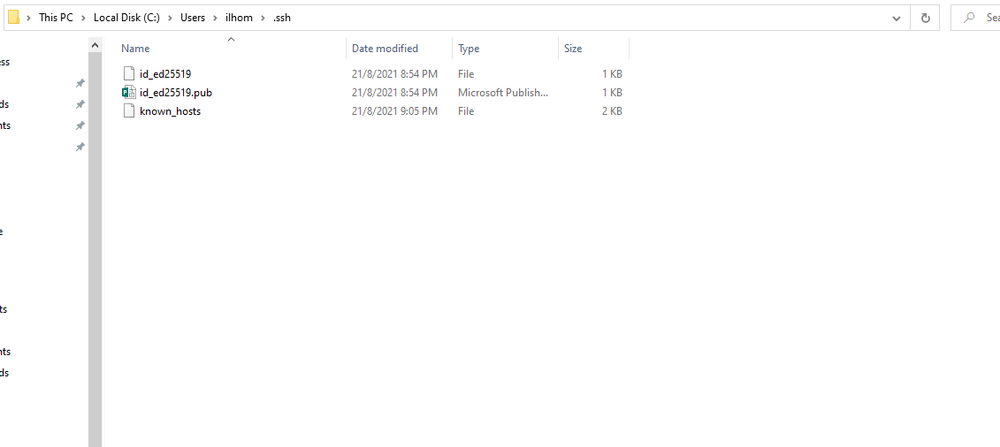 This PC > Local Disk (C:) > Users > ilhom > .ssh
Sea
Name Date modified Type Size
ess
id_ed25519 21/8/2021 8:54 PM File 1 KB
id_ed25519.pub 21/8/2021 8:54 PM Microsoft Publish... 1 KB
ds
known_hosts 21/8/2021 9:05 PM File 2 KB
nts
e
ts
nts
ds